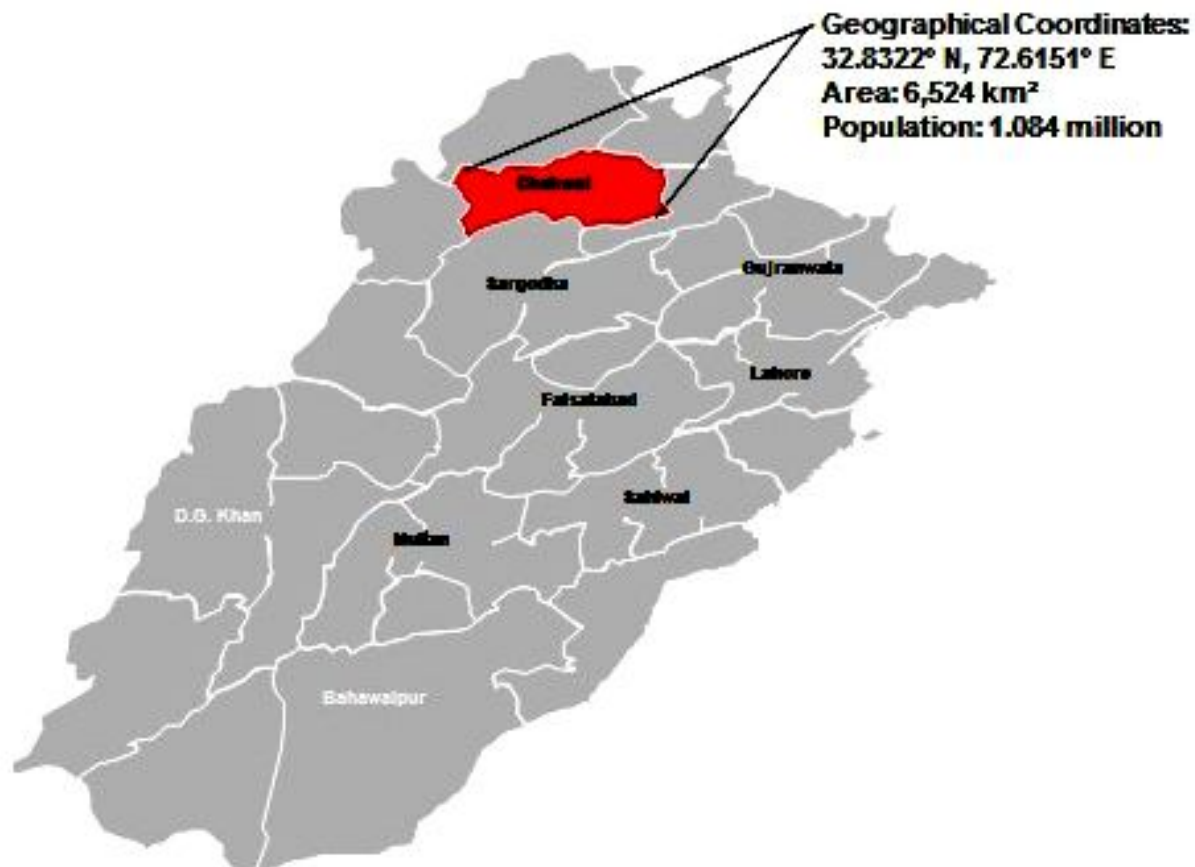 Geographical Coordinates:
32.8322° N, 72.6151° E
Area: 6,524 km²
Population: 1.084 million
Chakwal
Gujranwala
Sargodha
Lahore
Faisalabad
Sahiwal
D.G. Khan
Multan
Bahawalpur